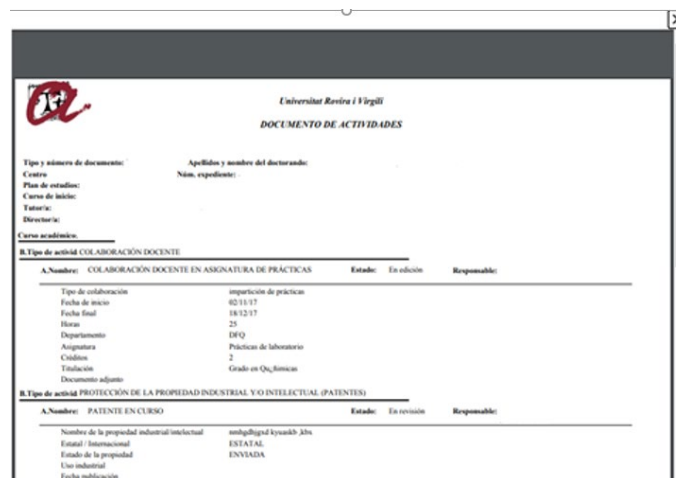 Universitat Rovira i Virgili
DOCUMENTO DE ACTIVIDADES
Tipo y número de documento: Apellidos y nombre del doctorando:
Centro Núm. expediente:
Plan de estudios:
Curso de inicio:
Tutor/a:
Director/a:
Curso académico.
B.Tipo de activid COLABORACIÓN DOCENTE
A.Nombre: COLABORACIÓN DOCENTE EN ASIGNATURA DE PRÁCTICAS Estado: En edición Responsable:
Tipo de colaboración impartición de prácticas
Fecha de inicio 02/11/17
Fecha final 18/12/17
Horas 25
Departamento DFQ
Asignatura Prácticas de laboratorio
Créditos 2
Titulación Grado en
Documento adjunto
B.Tipo de activid PROTECCIÓN DE LA PROPIEDAD INDUSTRIAL Y/O INTELECTUAL (PATENTES)
A.Nombre: PATENTE EN CURSO Estado: En revisión Responsable:
Nombre de la propiedad industrial/intelectual
Estatal / Internacional ESTATAL
Estado de la propiedad ENVIADA
Uso industrial
Fecha publicación